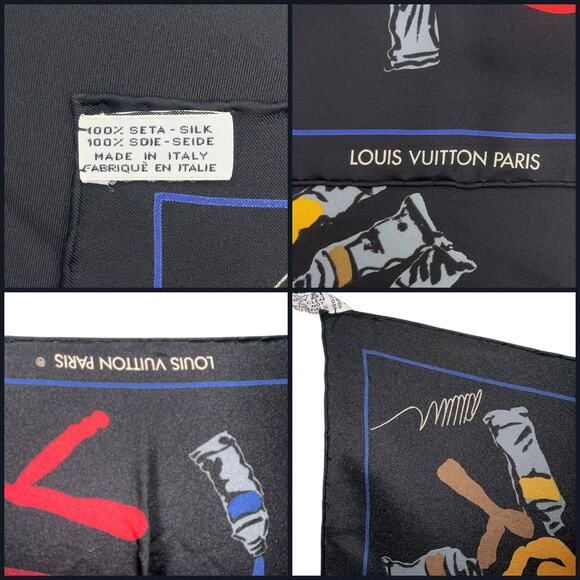 100% SETA - SILK
100% SOIE - SEIDE
MADE IN ITALY
FABRIQUÉ EN ITALIE
LOUIS VUITTON PARIS
LOUIS VUITTON PARIS ®